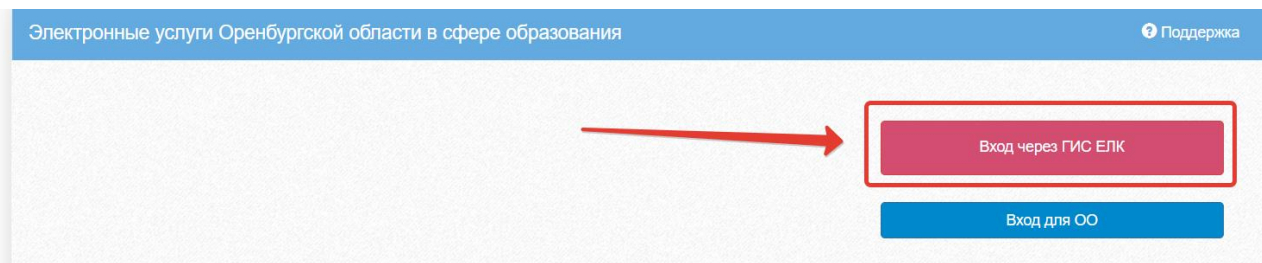 Электронные услуги Оренбургской области в сфере образования
Поддержка
Вход через ГИС ЕЛК
Вход для ОО